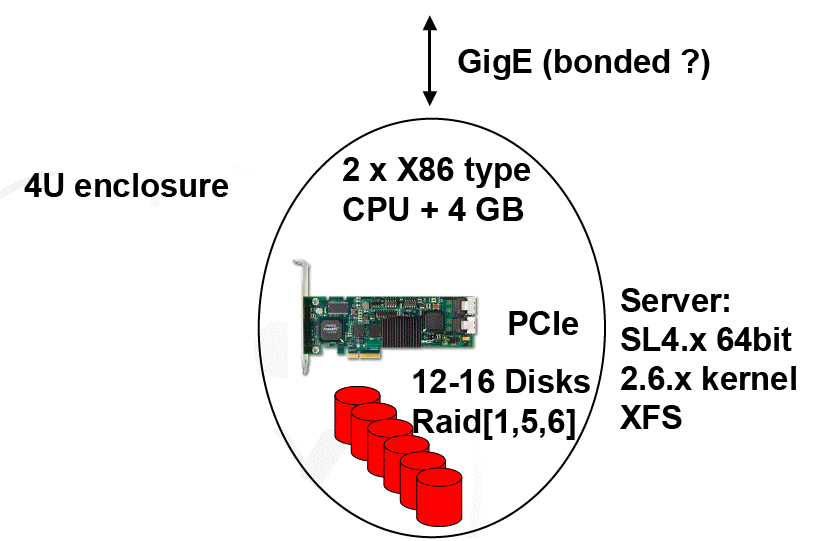 GigE (bonded ?)
4U enclosure
2 x X86 type
CPU + 4 GB
PCIe
12-16 Disks
Raid[1,5,6]
Server:
SL4.x 64bit
2.6.x kernel
XFS